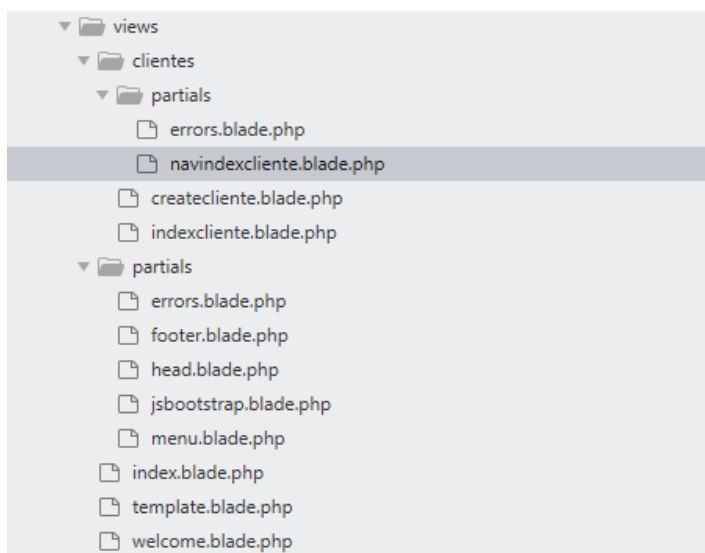 views
clientes
partials
errors.blade.php
navindexcliente.blade.php
createcliente.blade.php
indexcliente.blade.php
partials
errors.blade.php
footer.blade.php
head.blade.php
jsbootstrap.blade.php
menu.blade.php
index.blade.php
template.blade.php
welcome.blade.php